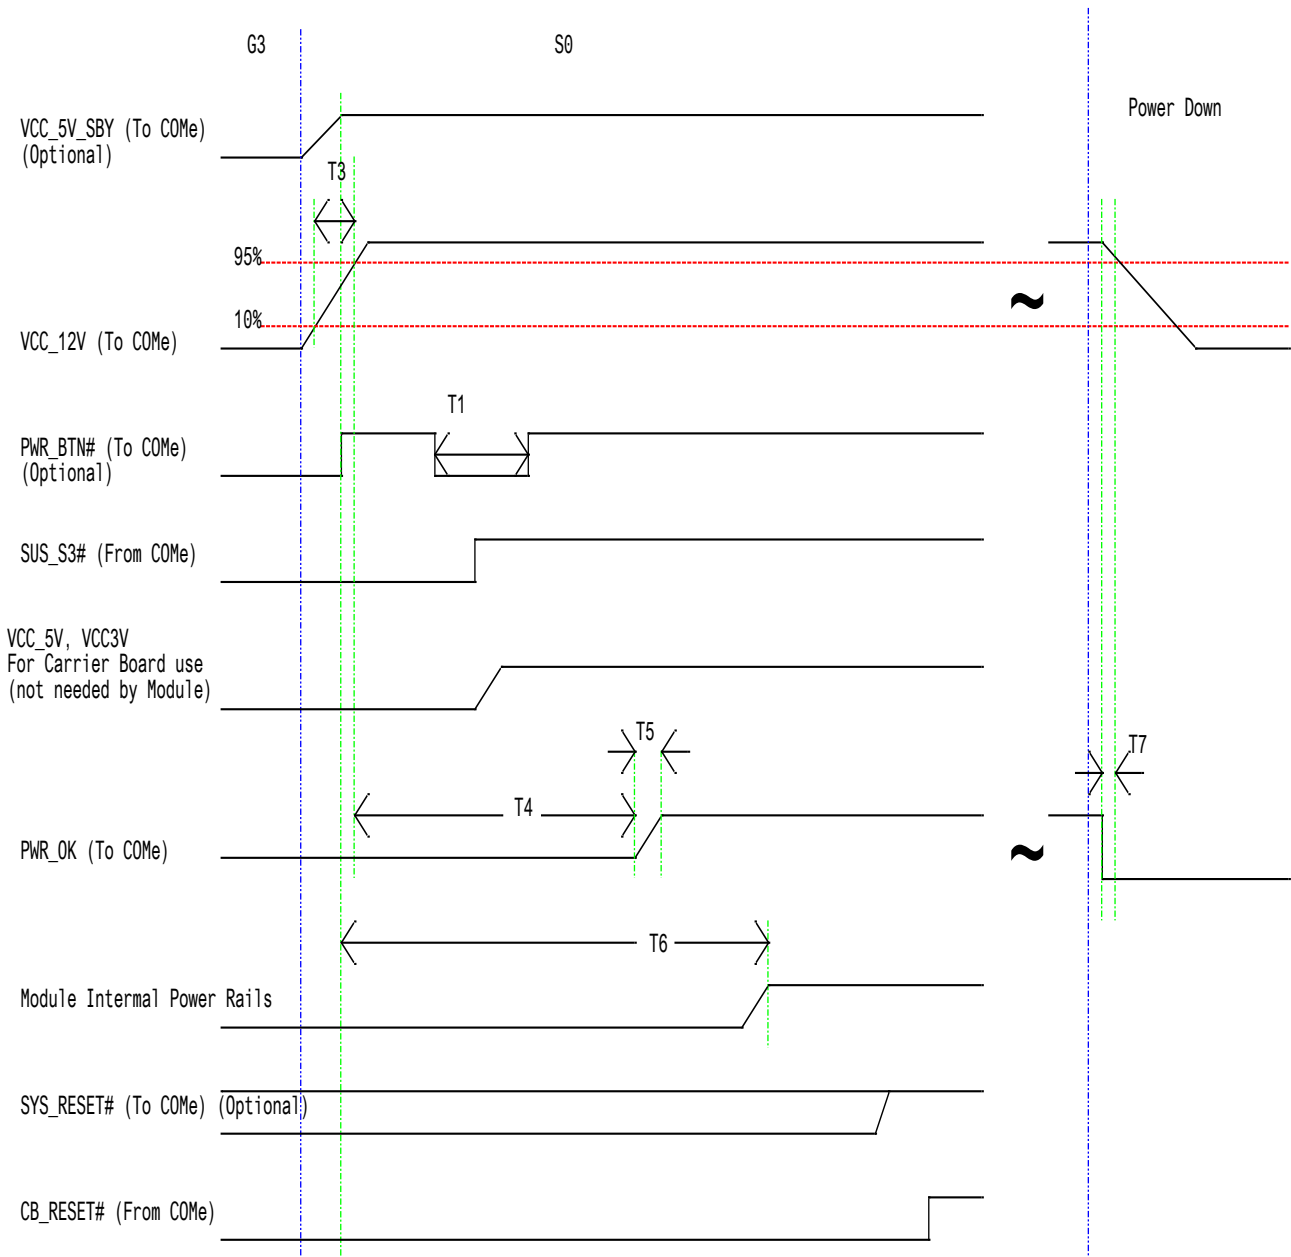 G3
S0
Power Down
VCC_5V_SBY (To COMe)
(Optional)
T3
95%
10%
VCC_12V (To COMe)
~
T1
PWR_BTN# (To COMe)
(Optional)
SUS_S3# (From COMe)
VCC_5V, VCC3V
For Carrier Board use
(not needed by Module)
T5
T7
T4
PWR_OK (To COMe)
~
T6
Module Intermal Power Rails
SYS_RESET# (To COMe) (Optional)
CB_RESET# (From COMe)